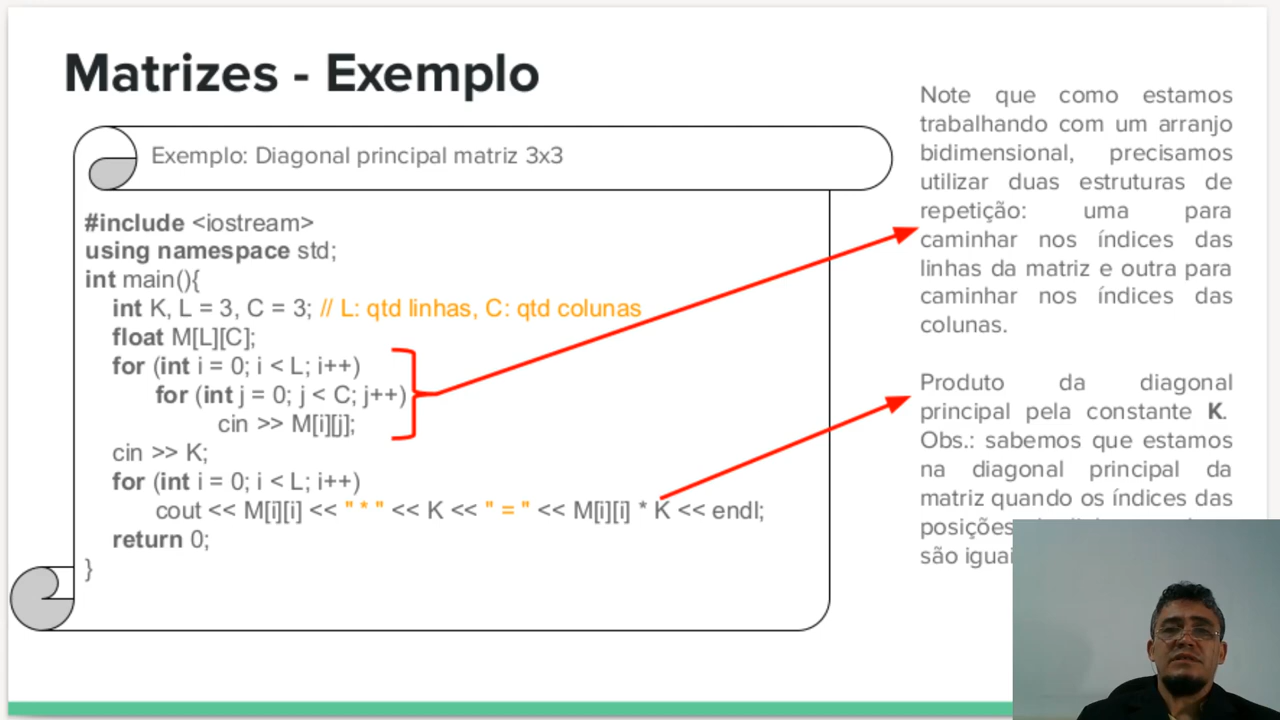 Matrizes - Exemplo
Exemplo: Diagonal principal matriz 3x3
#include <iostream>
using namespace std;
int main(){
int K, L = 3, C = 3; // L: qtd linhas, C: qtd colunas
float M[L][C];
for (int i = 0; i < L; i++)
for (int j = 0; j < C; j++)
cin >> M[i][j];
cin >> K;
for (int i = 0; i < L; i++)
cout << M[i][i] << " * " << K << " = " << M[i][i] * K << endl;
return 0;
}
Note que como estamos
trabalhando com um arranjo
bidimensional, precisamos
utilizar duas estruturas de
repetição: uma para
caminhar nos índices das
linhas da matriz e outra para
caminhar nos índices das
colunas.
Produto da diagonal
principal pela constante K.
Obs.: sabemos que estamos
na diagonal principal da
matriz quando os índices das
posições
são